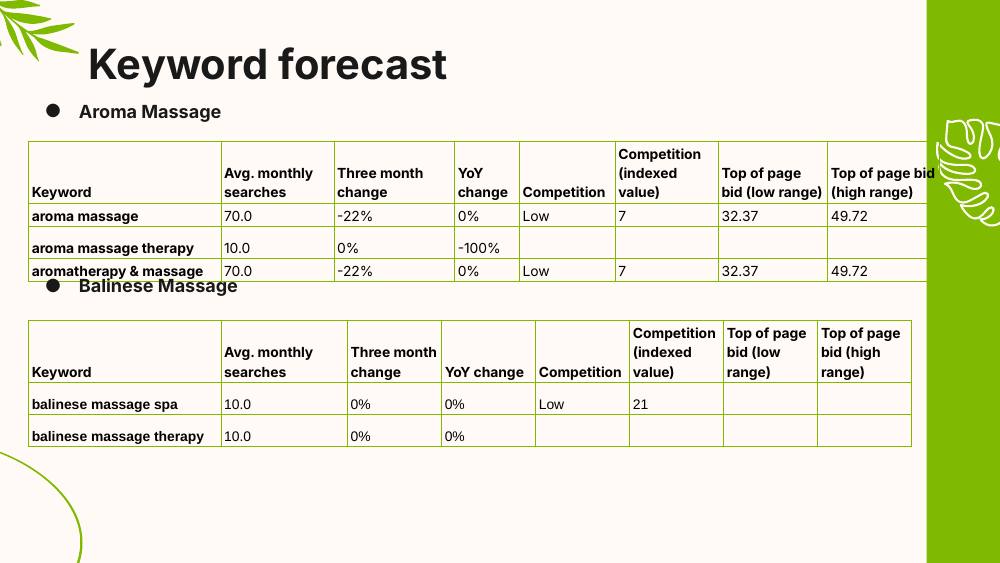 Keyword forecast
● Aroma Massage
Keyword Avg. monthly searches Three month change YoY change Competition Competition (indexed value) Top of page bid (low range) Top of page bid (high range)
aroma massage 70.0 -22% 0% Low 7 32.37 49.72
aroma massage therapy 10.0 0% -100%
aromatherapy & massage 70.0 -22% 0% Low 7 32.37 49.72
● Balinese Massage
Keyword Avg. monthly searches Three month change YoY change Competition Competition (indexed value) Top of page bid (low range) Top of page bid (high range)
balinese massage spa 10.0 0% 0% Low 21
balinese massage therapy 10.0 0% 0%